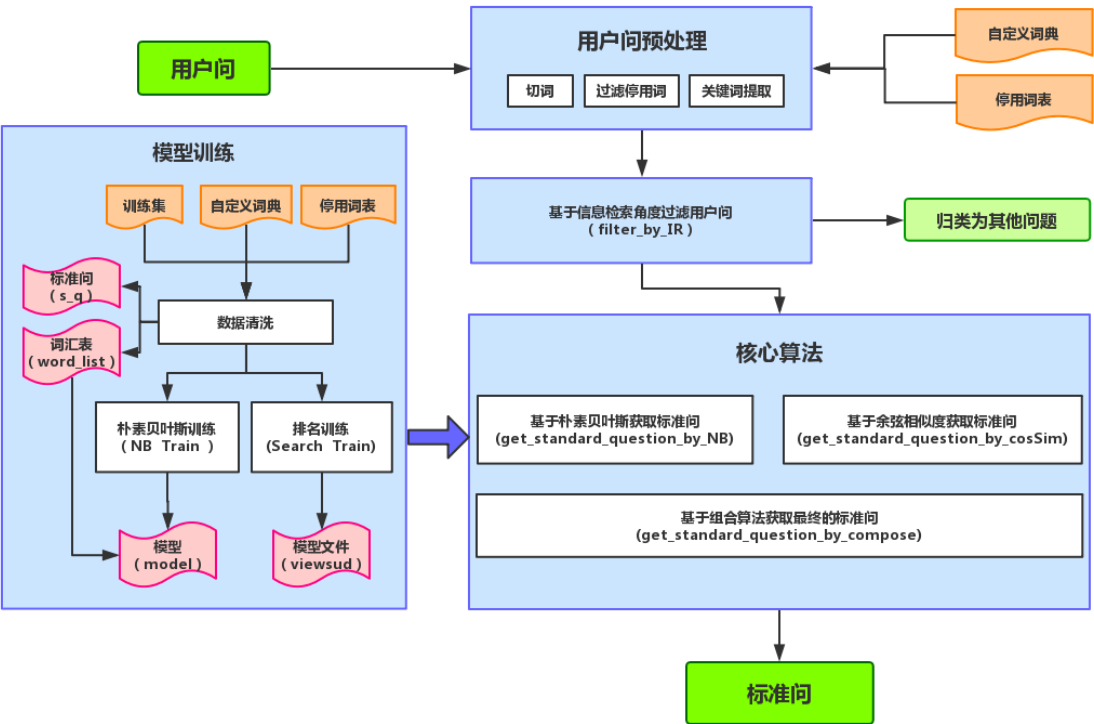 用户问
用户问预处理
切词
过滤停用词
关键词提取
自定义词典
停用词表
基于信息检索角度过滤用户问
(filter_by_IR)
归类为其他问题
模型训练
训练集
自定义词典
停用词表
标准问
(s_q)
词汇表
(word_list)
数据清洗
朴素贝叶斯训练
(NB Train )
排名训练
(Search Train)
模型
(model)
模型文件
(viewsud)
核心算法
基于朴素贝叶斯获取标准问
(get_standard_question_by_NB)
基于余弦相似度获取标准问
(get_standard_question_by_cosSim)
基于组合算法获取最终的标准问
(get_standard_question_by_compose)
标准问